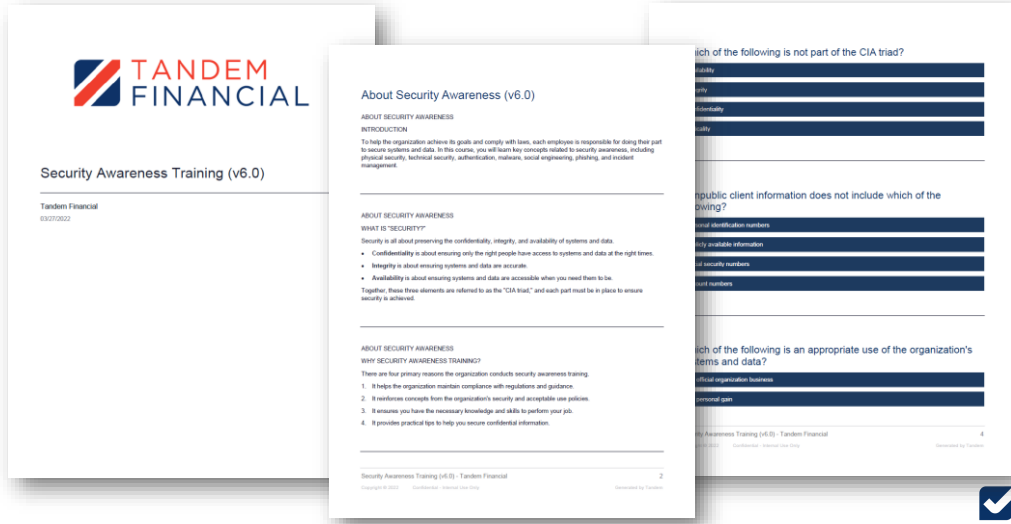 TANDEM
FINANCIAL
Security Awareness Training (v6.0)
Tandem Financial
03/27/2022
About Security Awareness (v6.0)
ABOUT SECURITY AWARENESS
INTRODUCTION
To help the organization achieve its goals and comply with laws, each employee is responsible for doing their part
to secure systems and data. In this course, you will learn key concepts related to security awareness, including
physical security, technical security, authentication, malware, social engineering, phishing, and incident
management.
ABOUT SECURITY AWARENESS
WHAT IS "SECURITY?"
Security is all about preserving the confidentiality, integrity, and availability of systems and data.
• Confidentiality is about ensuring only the right people have access to systems and data at the right times.
• Integrity is about ensuring systems and data are accurate.
• Availability is about ensuring systems and data are accessible when you need them to be.
Together, these three elements are referred to as the "CIA triad," and each part must be in place to ensure
security is achieved.
ABOUT SECURITY AWARENESS
WHY SECURITY AWARENESS TRAINING?
There are four primary reasons the organization conducts security awareness training.
1. It helps the organization maintain compliance with regulations and guidance.
2. It reinforces concepts from the organization's security and acceptable use policies.
3. It ensures you have the necessary knowledge and skills to perform your job.
4. It provides practical tips to help you secure confidential information.
Security Awareness Training (v6.0) - Tandem Financial 2
Copyright © 2022 Confidential - Internal Use Only Generated by Tandem
of the following is not part of the CIA triad?
client information does not include which of the
identification numbers
available information
security numbers
numbers
of the following is an appropriate use of the organization's
and data?
official organization business
personal gain
Awareness Training (v6.0) - Tandem Financial 4
2022 Confidential - Internal Use Only Generated by Tandem